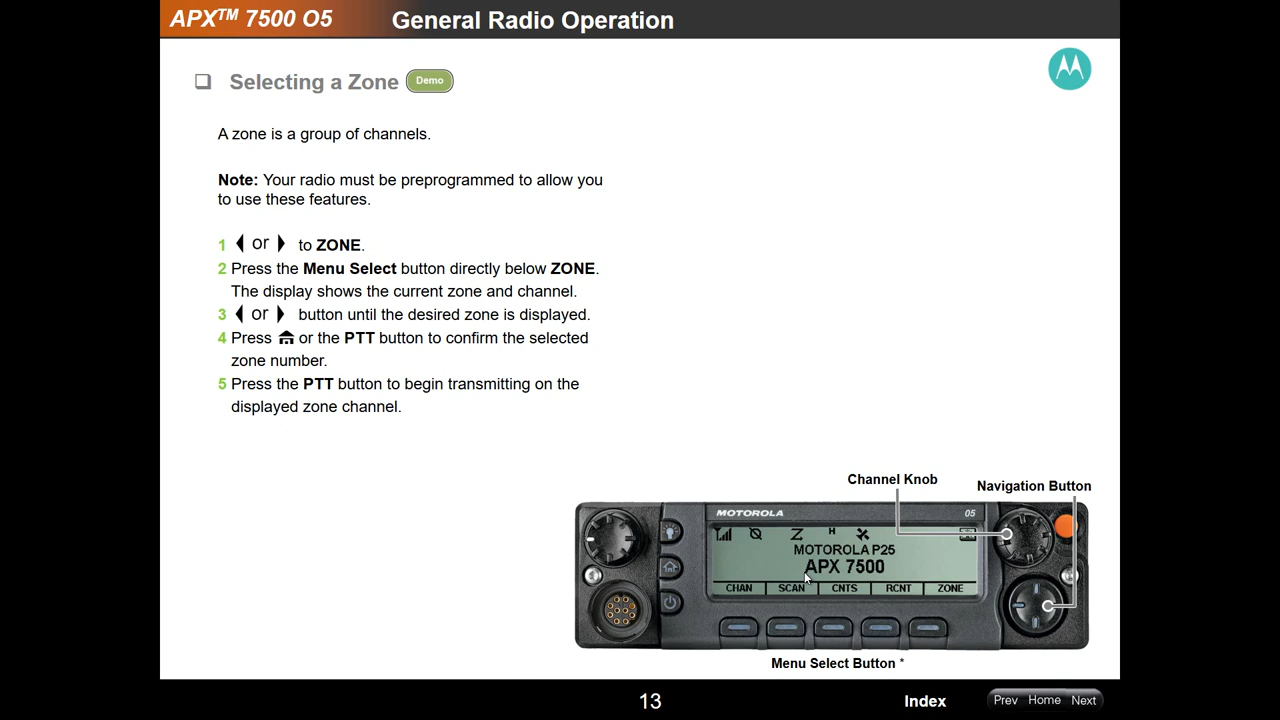 APX™ 7500 O5 General Radio Operation
Selecting a Zone Demo
A zone is a group of channels.
Note: Your radio must be preprogrammed to allow you
to use these features.
1 or to ZONE.
2 Press the Menu Select button directly below ZONE.
The display shows the current zone and channel.
3 or button until the desired zone is displayed.
4 Press or the PTT button to confirm the selected
zone number.
5 Press the PTT button to begin transmitting on the
displayed zone channel.
Channel Knob
Navigation Button
MOTOROLA 05
H
MOTOROLA P25
APX 7500
CHAN SCAN CNTS RCNT ZONE
Menu Select Button *
13 Index Prev Home Next